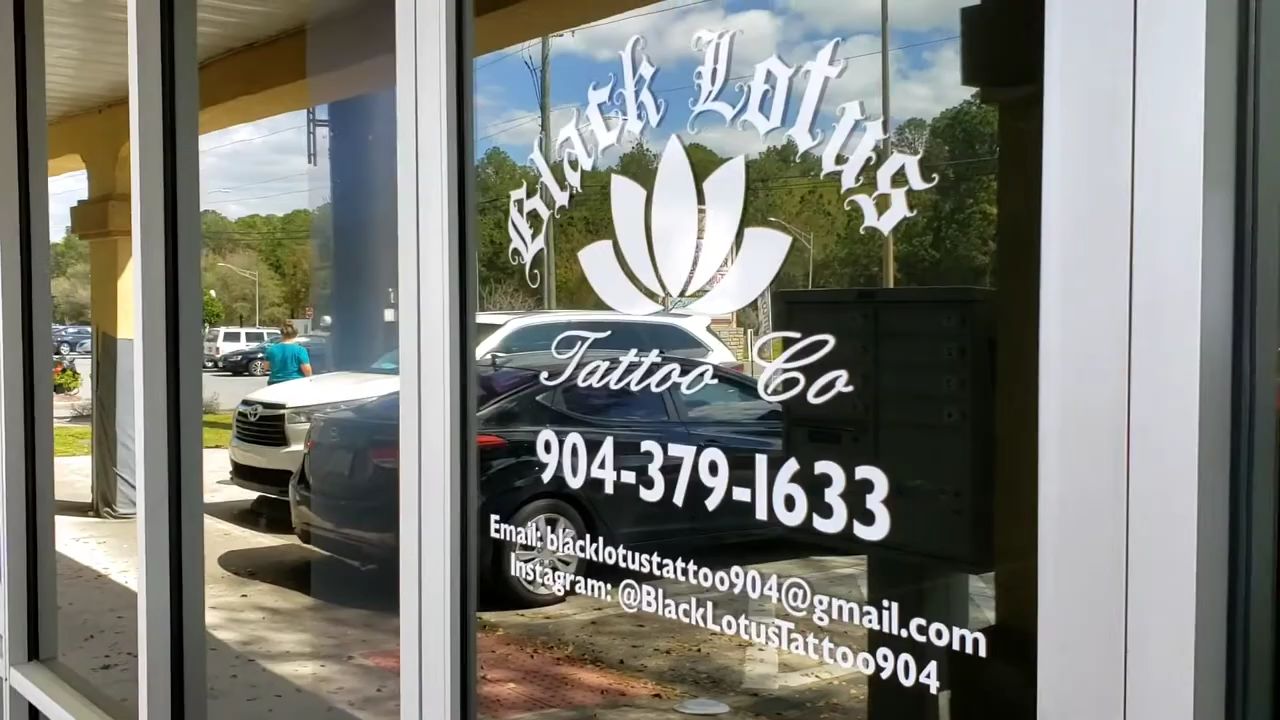 Black Lotus
Tattoo Co
904-379-1633
Email: blacklotustattoo904@gmail.com
Instagram: @BlackLotusTattoo904